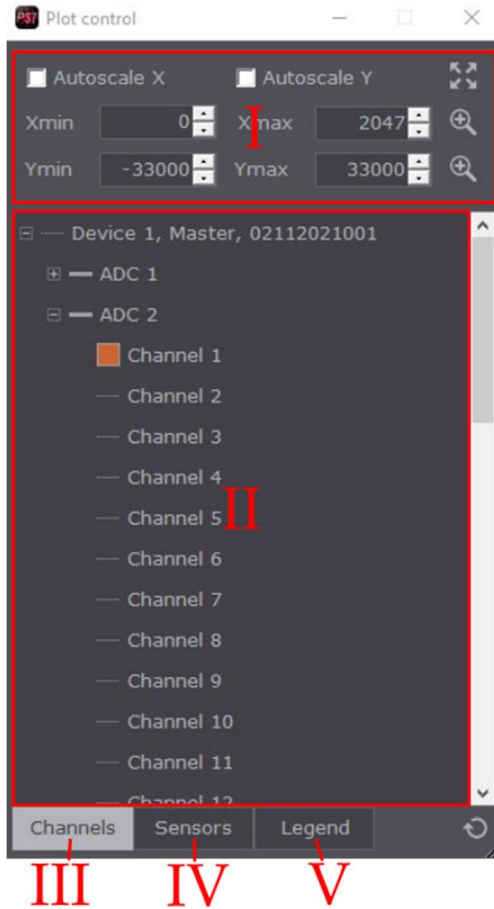 PST Plot control
Autoscale X Autoscale Y
Xmin 0 Xmax 2047
I
Ymin -33000 Ymax 33000
Device 1, Master, 02112021001
ADC 1
ADC 2
Channel 1
Channel 2
Channel 3
Channel 4
II
Channel 5
Channel 6
Channel 7
Channel 8
Channel 9
Channel 10
Channel 11
Channel 12
Channels Sensors Legend
III IV V